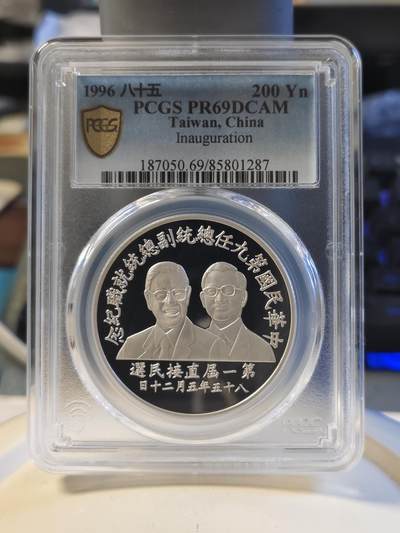 1996 八十五 200 Yn
PCGS PR69DCAM
Taiwan, China
Inauguration
187050.69/85801287
PCGS
中華民國第九任總統副總統就職紀念
第一屆直接民選
八十五年五月二十日